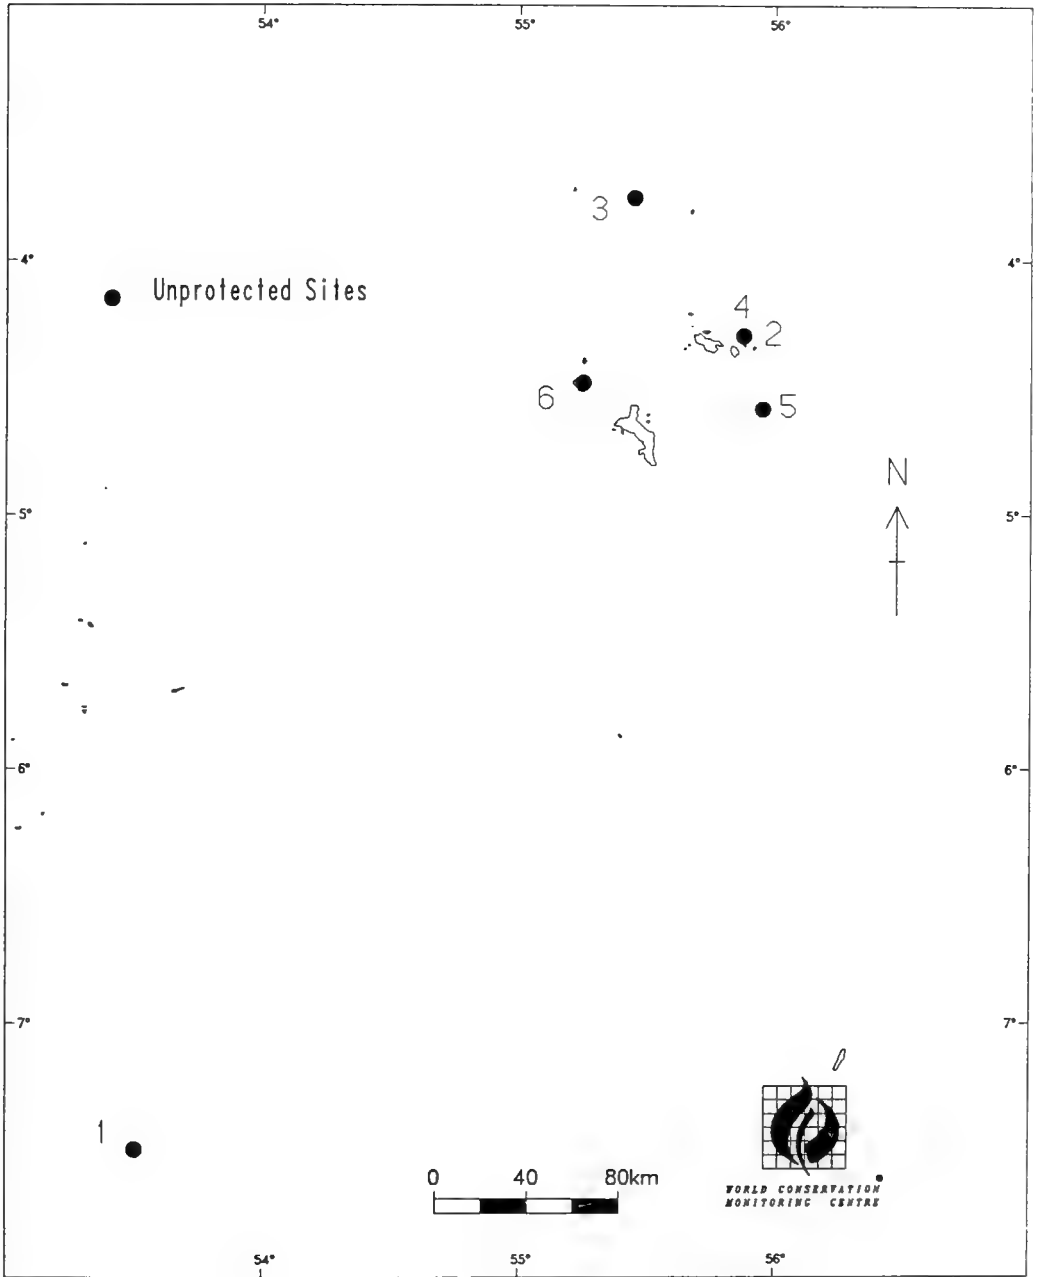 54° 55° 56°
3
4° 4°
Unprotected Sites
4
2
6
5
N
5° 5°
6° 6°
7° 7°
1
0 40 80km
WORLD CONSERVATION
MONITORING CENTRE
54° 55° 56°